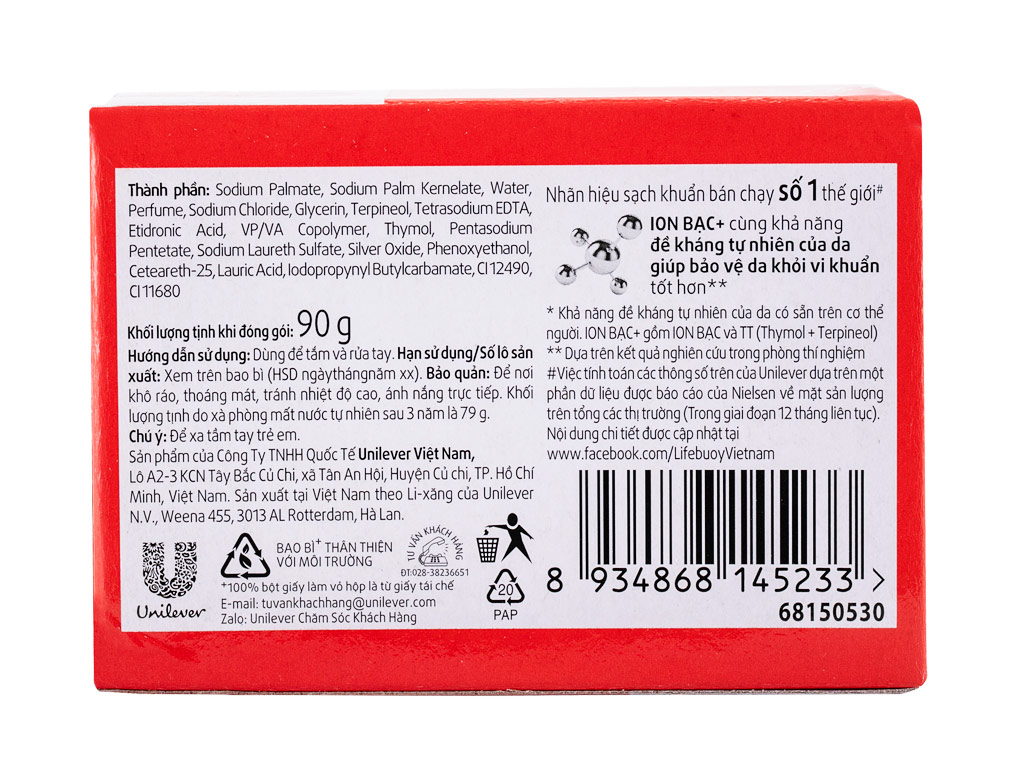 Thành phần: Sodium Palmate, Sodium Palm Kernelate, Water,
Perfume, Sodium Chloride, Glycerin, Terpineol, Tetrasodium EDTA,
Etidronic Acid, VP/VA Copolymer, Thymol, Pentasodium
Pentetate, Sodium Laureth Sulfate, Silver Oxide, Phenoxyethanol,
Ceteareth-25, Lauric Acid, Iodopropynyl Butylcarbamate, CI 12490,
CI 11680
Khối lượng tịnh khi đóng gói: 90 g
Hướng dẫn sử dụng: Dùng để tắm và rửa tay. Hạn sử dụng/Số lô sản
xuất: Xem trên bao bì (HSD ngàythángnăm xx). Bảo quản: Để nơi
khô ráo, thoáng mát, tránh nhiệt độ cao, ánh nắng trực tiếp. Khối
lượng tịnh do xà phòng mất nước tự nhiên sau 3 năm là 79 g.
Chú ý: Để xa tầm tay trẻ em.
Sản phẩm của Công Ty TNHH Quốc Tế Unilever Việt Nam,
Lô A2-3 KCN Tây Bắc Củ Chi, xã Tân An Hội, Huyện Củ chi, TP. Hồ Chí
Minh, Việt Nam. Sản xuất tại Việt Nam theo Li-xăng của Unilever
N.V., Weena 455, 3013 AL Rotterdam, Hà Lan.
Unilever
BAO BÌ+ THÂN THIỆN
VỚI MÔI TRƯỜNG
TƯ VẤN KHÁCH HÀNG
ĐT:028-38236651
+100% bột giấy làm vỏ hộp là từ giấy tái chế
E-mail: tuvankhachhang@unilever.com
Zalo: Unilever Chăm Sóc Khách Hàng
20
PAP
Nhãn hiệu sạch khuẩn bán chạy số 1 thế giới#
ION BẠC+ cùng khả năng
đề kháng tự nhiên của da
giúp bảo vệ da khỏi vi khuẩn
tốt hơn**
* Khả năng đề kháng tự nhiên của da có sẵn trên cơ thể
người. ION BẠC+ gồm ION BẠC và TT (Thymol + Terpineol)
** Dựa trên kết quả nghiên cứu trong phòng thí nghiệm
#Việc tính toán các thông số trên của Unilever dựa trên một
phần dữ liệu được báo cáo của Nielsen về mặt sản lượng
trên tổng các thị trường (Trong giai đoạn 12 tháng liên tục).
Nội dung chi tiết được cập nhật tại
www.facebook.com/LifebuoyVietnam
8 934868 145233 >
68150530